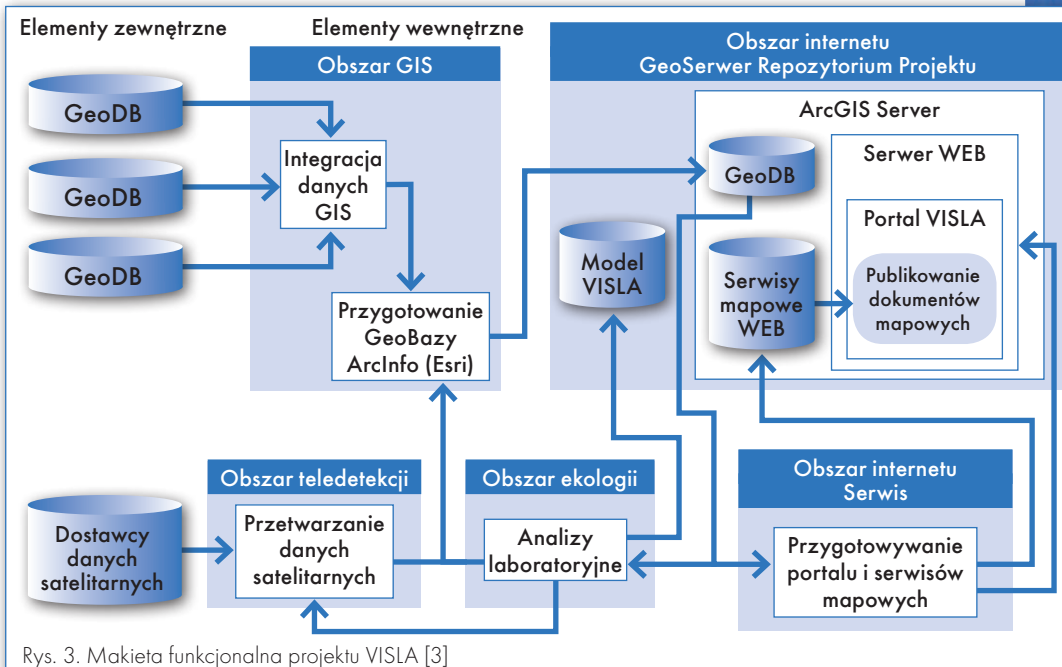 Elementy zewnętrzne
Elementy wewnętrzne
Obszar GIS
GeoDB
GeoDB
GeoDB
Integracja
danych
GIS
Przygotowanie
GeoBazy
ArcInfo (Esri)
Obszar internetu
GeoSerwer Repozytorium Projektu
ArcGIS Server
GeoDB
Serwer WEB
Portal VISLA
Publikowanie
dokumentów
mapowych
Model
VISLA
Serwisy
mapowe
WEB
Dostawcy
danych
satelitarnych
Obszar teledetekcji
Przetwarzanie
danych
satelitarnych
Obszar ekologii
Analizy
laboratoryjne
Obszar internetu
Serwis
Przygotowywanie
portalu i serwisów
mapowych
Rys. 3. Makieta funkcjonalna projektu VISLA [3]